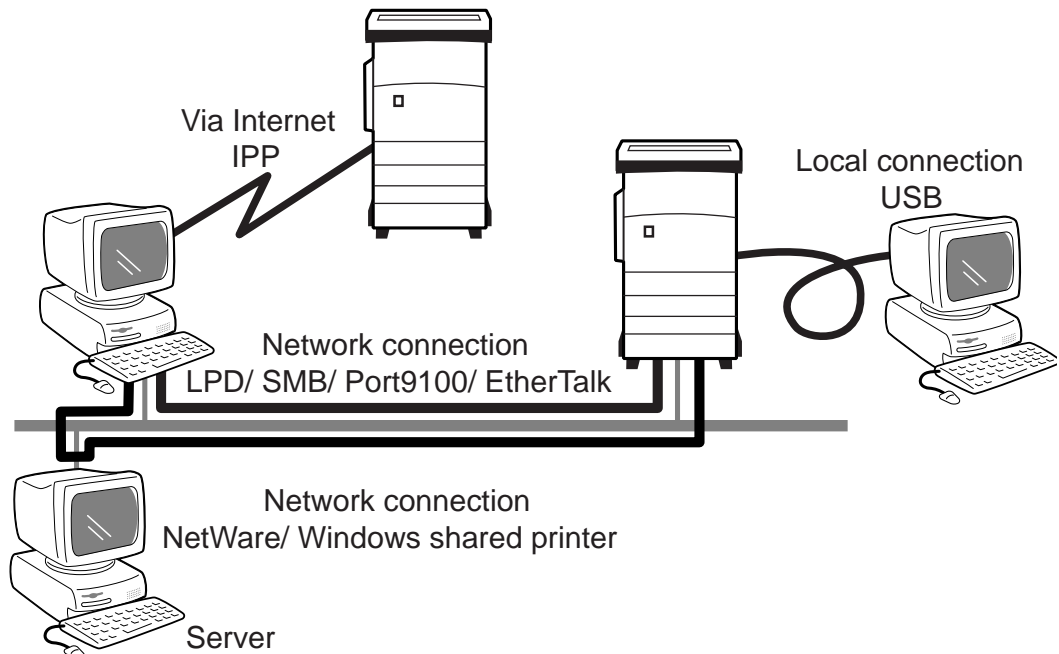 Via Internet
IPP
Local connection
USB
Network connection
LPD/ SMB/ Port9100/ EtherTalk
Network connection
NetWare/ Windows shared printer
Server